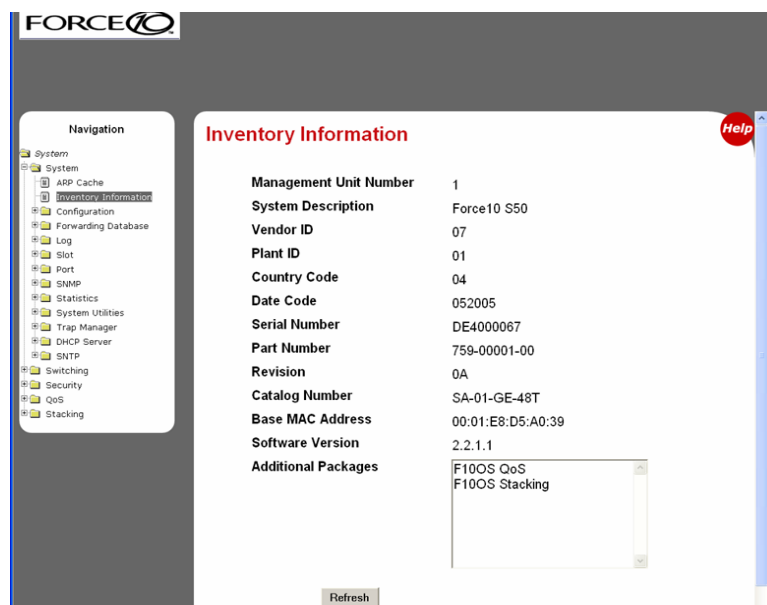 FORCE10
Navigation
System
System
ARP Cache
Inventory Information
Configuration
Forwarding Database
Log
Slot
Port
SNMP
Statistics
System Utilities
Trap Manager
DHCP Server
SNTP
Switching
Security
QoS
Stacking
Inventory Information
Help
Management Unit Number 1
System Description Force10 S50
Vendor ID 07
Plant ID 01
Country Code 04
Date Code 052005
Serial Number DE4000067
Part Number 759-00001-00
Revision 0A
Catalog Number SA-01-GE-48T
Base MAC Address 00:01:E8:D5:A0:39
Software Version 2.2.1.1
Additional Packages F10OS QoS
F10OS Stacking
Refresh